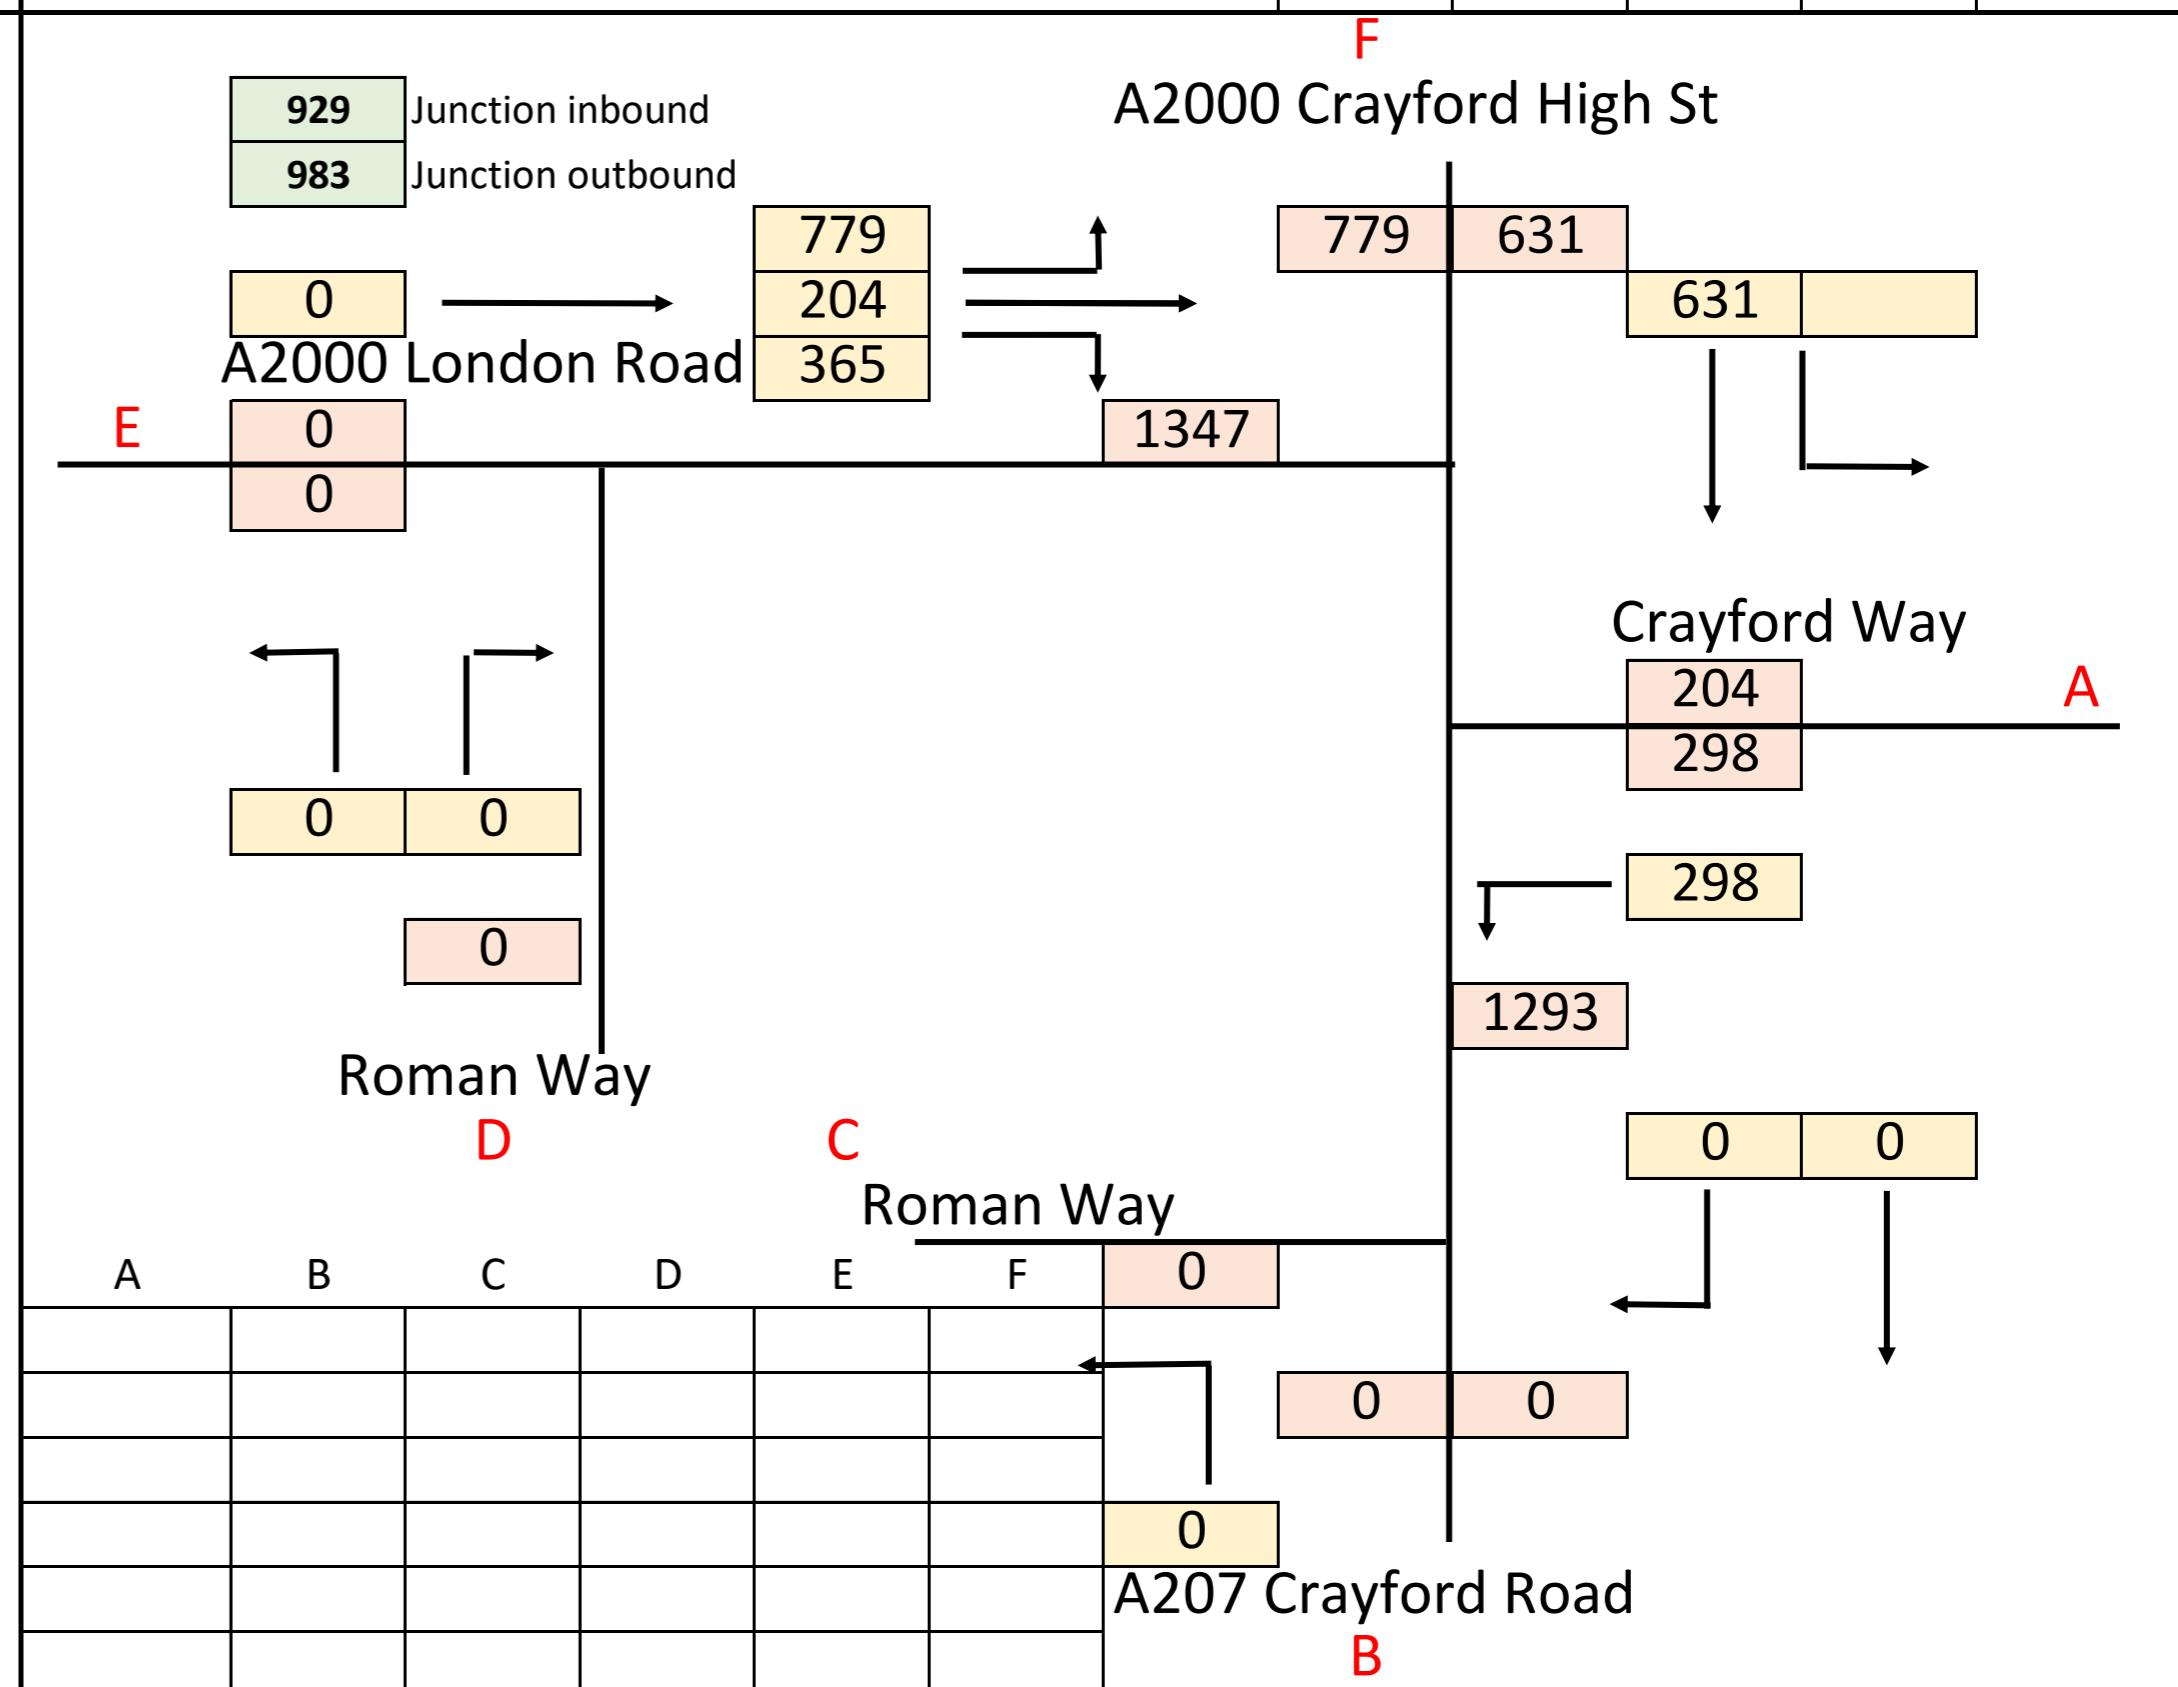 F
A2000 Crayford High St
929 Junction inbound
983 Junction outbound
779
779 631
0
204
631
A2000 London Road
365
E
0
1347
0
Crayford Way
204
A
298
0 0
298
0
1293
Roman Way
D
C
0 0
Roman Way
A B C D E F
0
0 0
0
A207 Crayford Road
B